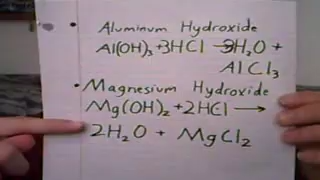 • Aluminum Hydroxide
Al(OH)₃+3HCl→3H₂O +
AlCl₃
• Magnesium Hydroxide
Mg(OH)₂+2HCl→
2H₂O + MgCl₂